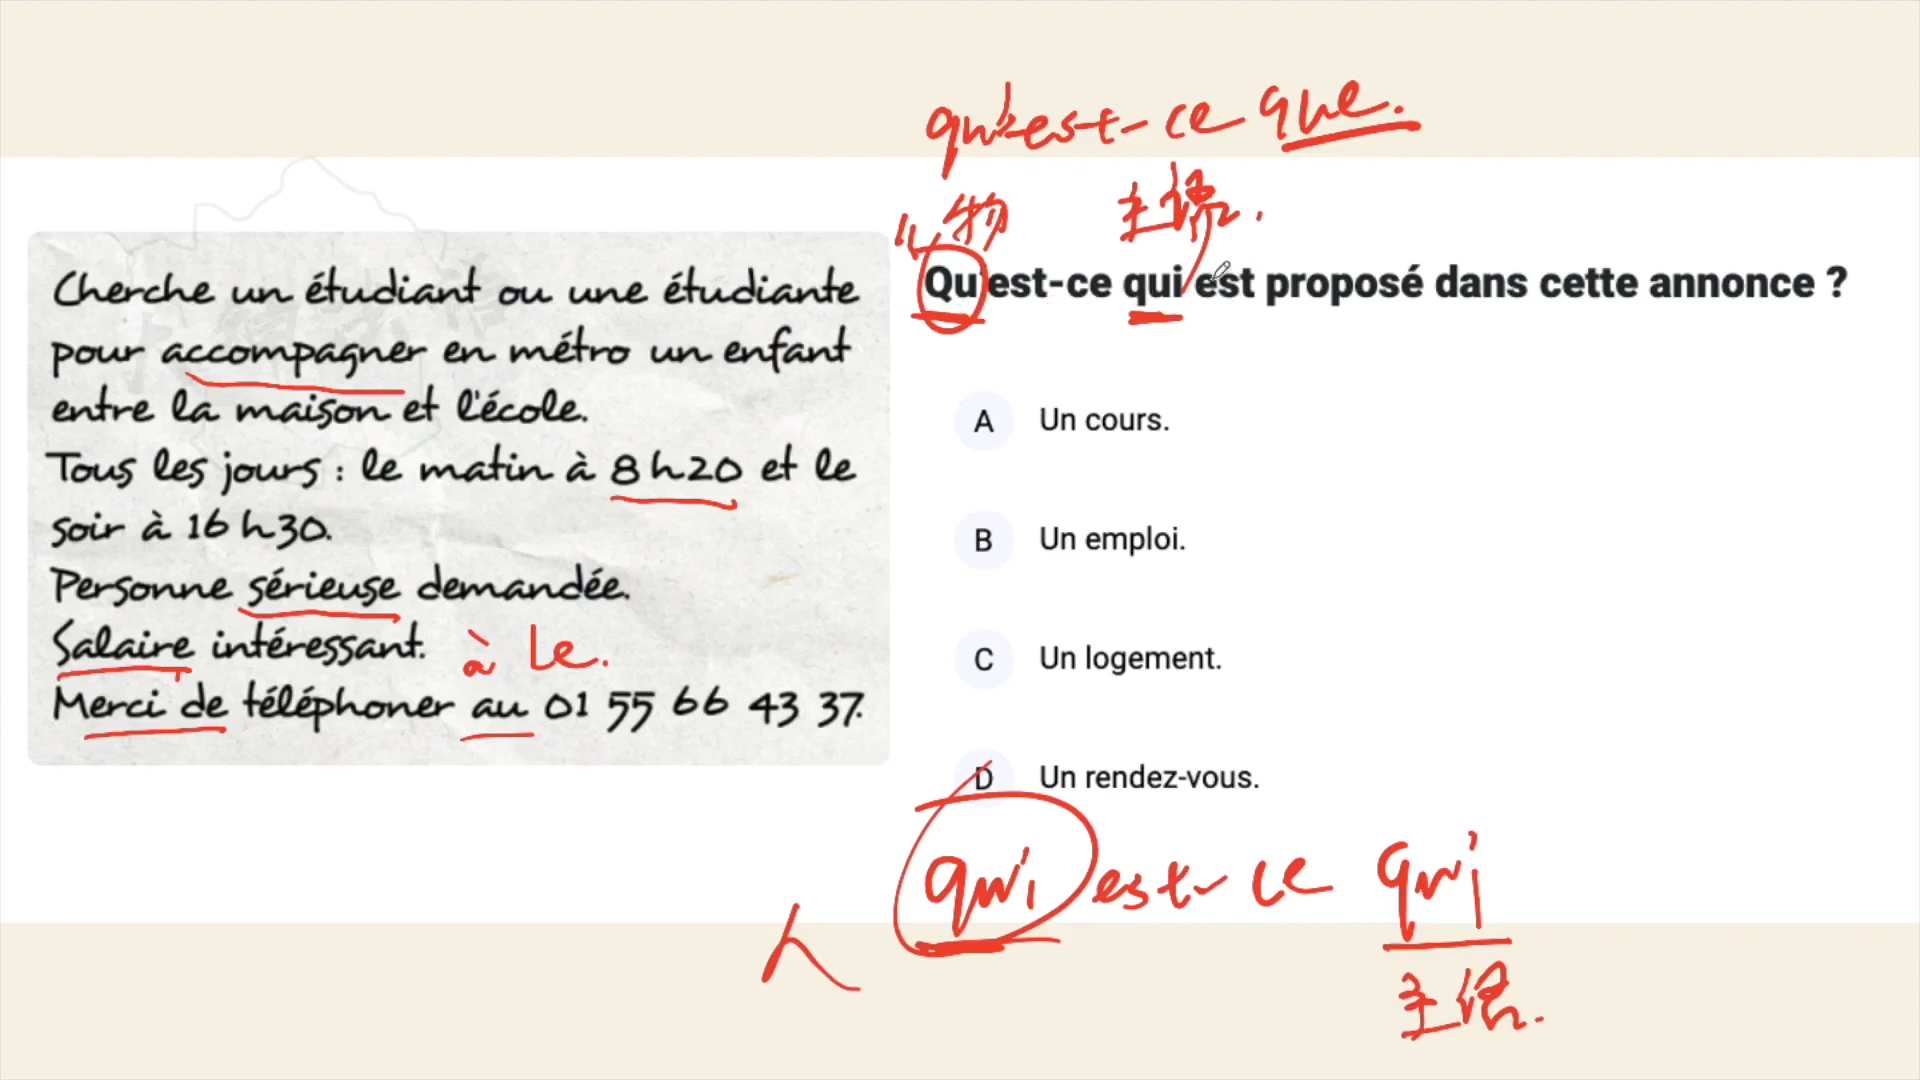 qu'est-ce que.
物 主语.
Qu'est-ce qui est proposé dans cette annonce ?
Cherche un étudiant ou une étudiante
pour accompagner en métro un enfant
entre la maison et l'école.
Tous les jours : le matin à 8h20 et le
soir à 16h30.
Personne sérieuse demandée.
Salaire intéressant.
à le.
Merci de téléphoner au 01 55 66 43 37.
A Un cours.
B Un emploi.
C Un logement.
D Un rendez-vous.
qui est-ce qui
人
主语.